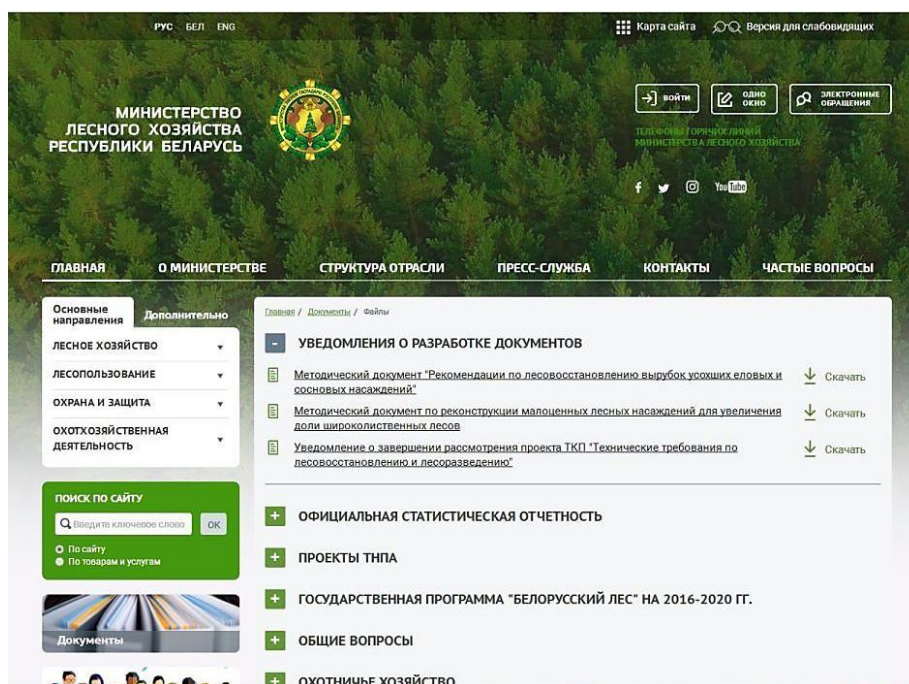 РУС БЕЛ ENG
Карта сайта
Версия для слабовидящих
МИНИСТЕРСТВО
ЛЕСНОГО ХОЗЯЙСТВА
РЕСПУБЛИКИ БЕЛАРУСЬ
ВОЙТИ
ОДНО
ОКНО
ЭЛЕКТРОННЫЕ
ОБРАЩЕНИЯ
ТЕЛЕФОНЫ ГОРЯЧИХ ЛИНИЙ
МИНИСТЕРСТВА ЛЕСНОГО ХОЗЯЙСТВА
You Tube
ГЛАВНАЯ О МИНИСТЕРСТВЕ СТРУКТУРА ОТРАСЛИ ПРЕСС-СЛУЖБА КОНТАКТЫ ЧАСТЫЕ ВОПРОСЫ
Основные
направления
Дополнительно
ЛЕСНОЕ ХОЗЯЙСТВО
ЛЕСОПОЛЬЗОВАНИЕ
ОХРАНА И ЗАЩИТА
ОХОТХОЗЯЙСТВЕННАЯ
ДЕЯТЕЛЬНОСТЬ
ПОИСК ПО САЙТУ
Введите ключевое слово
ОК
По сайту
По товарам и услугам
Документы
Главная / Документы / Файлы
УВЕДОМЛЕНИЯ О РАЗРАБОТКЕ ДОКУМЕНТОВ
Методический документ "Рекомендации по лесовосстановлению вырубок усохших еловых и
сосновых насаждений"
Скачать
Методический документ по реконструкции малоценных лесных насаждений для увеличения
доли широколиственных лесов
Скачать
Уведомление о завершении рассмотрения проекта ТКП "Технические требования по
лесовосстановлению и лесоразведению"
Скачать
ОФИЦИАЛЬНАЯ СТАТИСТИЧЕСКАЯ ОТЧЕТНОСТЬ
ПРОЕКТЫ ТНПА
ГОСУДАРСТВЕННАЯ ПРОГРАММА "БЕЛОРУССКИЙ ЛЕС" НА 2016-2020 ГГ.
ОБЩИЕ ВОПРОСЫ
ОХОТНИЧЬЕ ХОЗЯЙСТВО